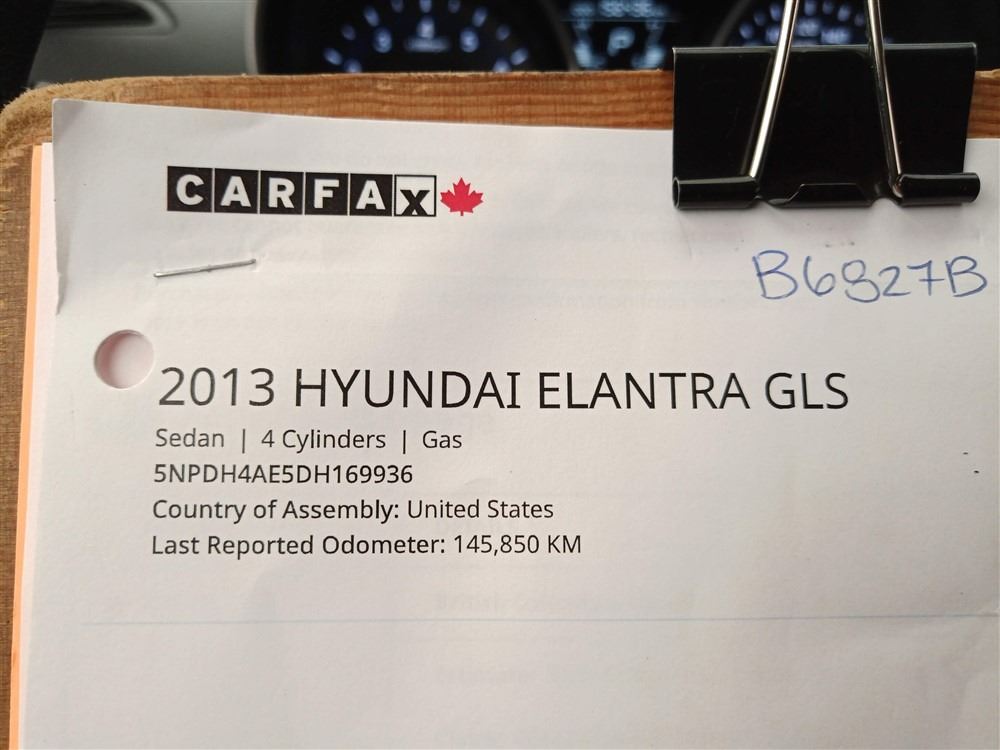 CARFAX
B6827B
2013 HYUNDAI ELANTRA GLS
Sedan | 4 Cylinders | Gas
5NPDH4AE5DH169936
Country of Assembly: United States
Last Reported Odometer: 145,850 KM